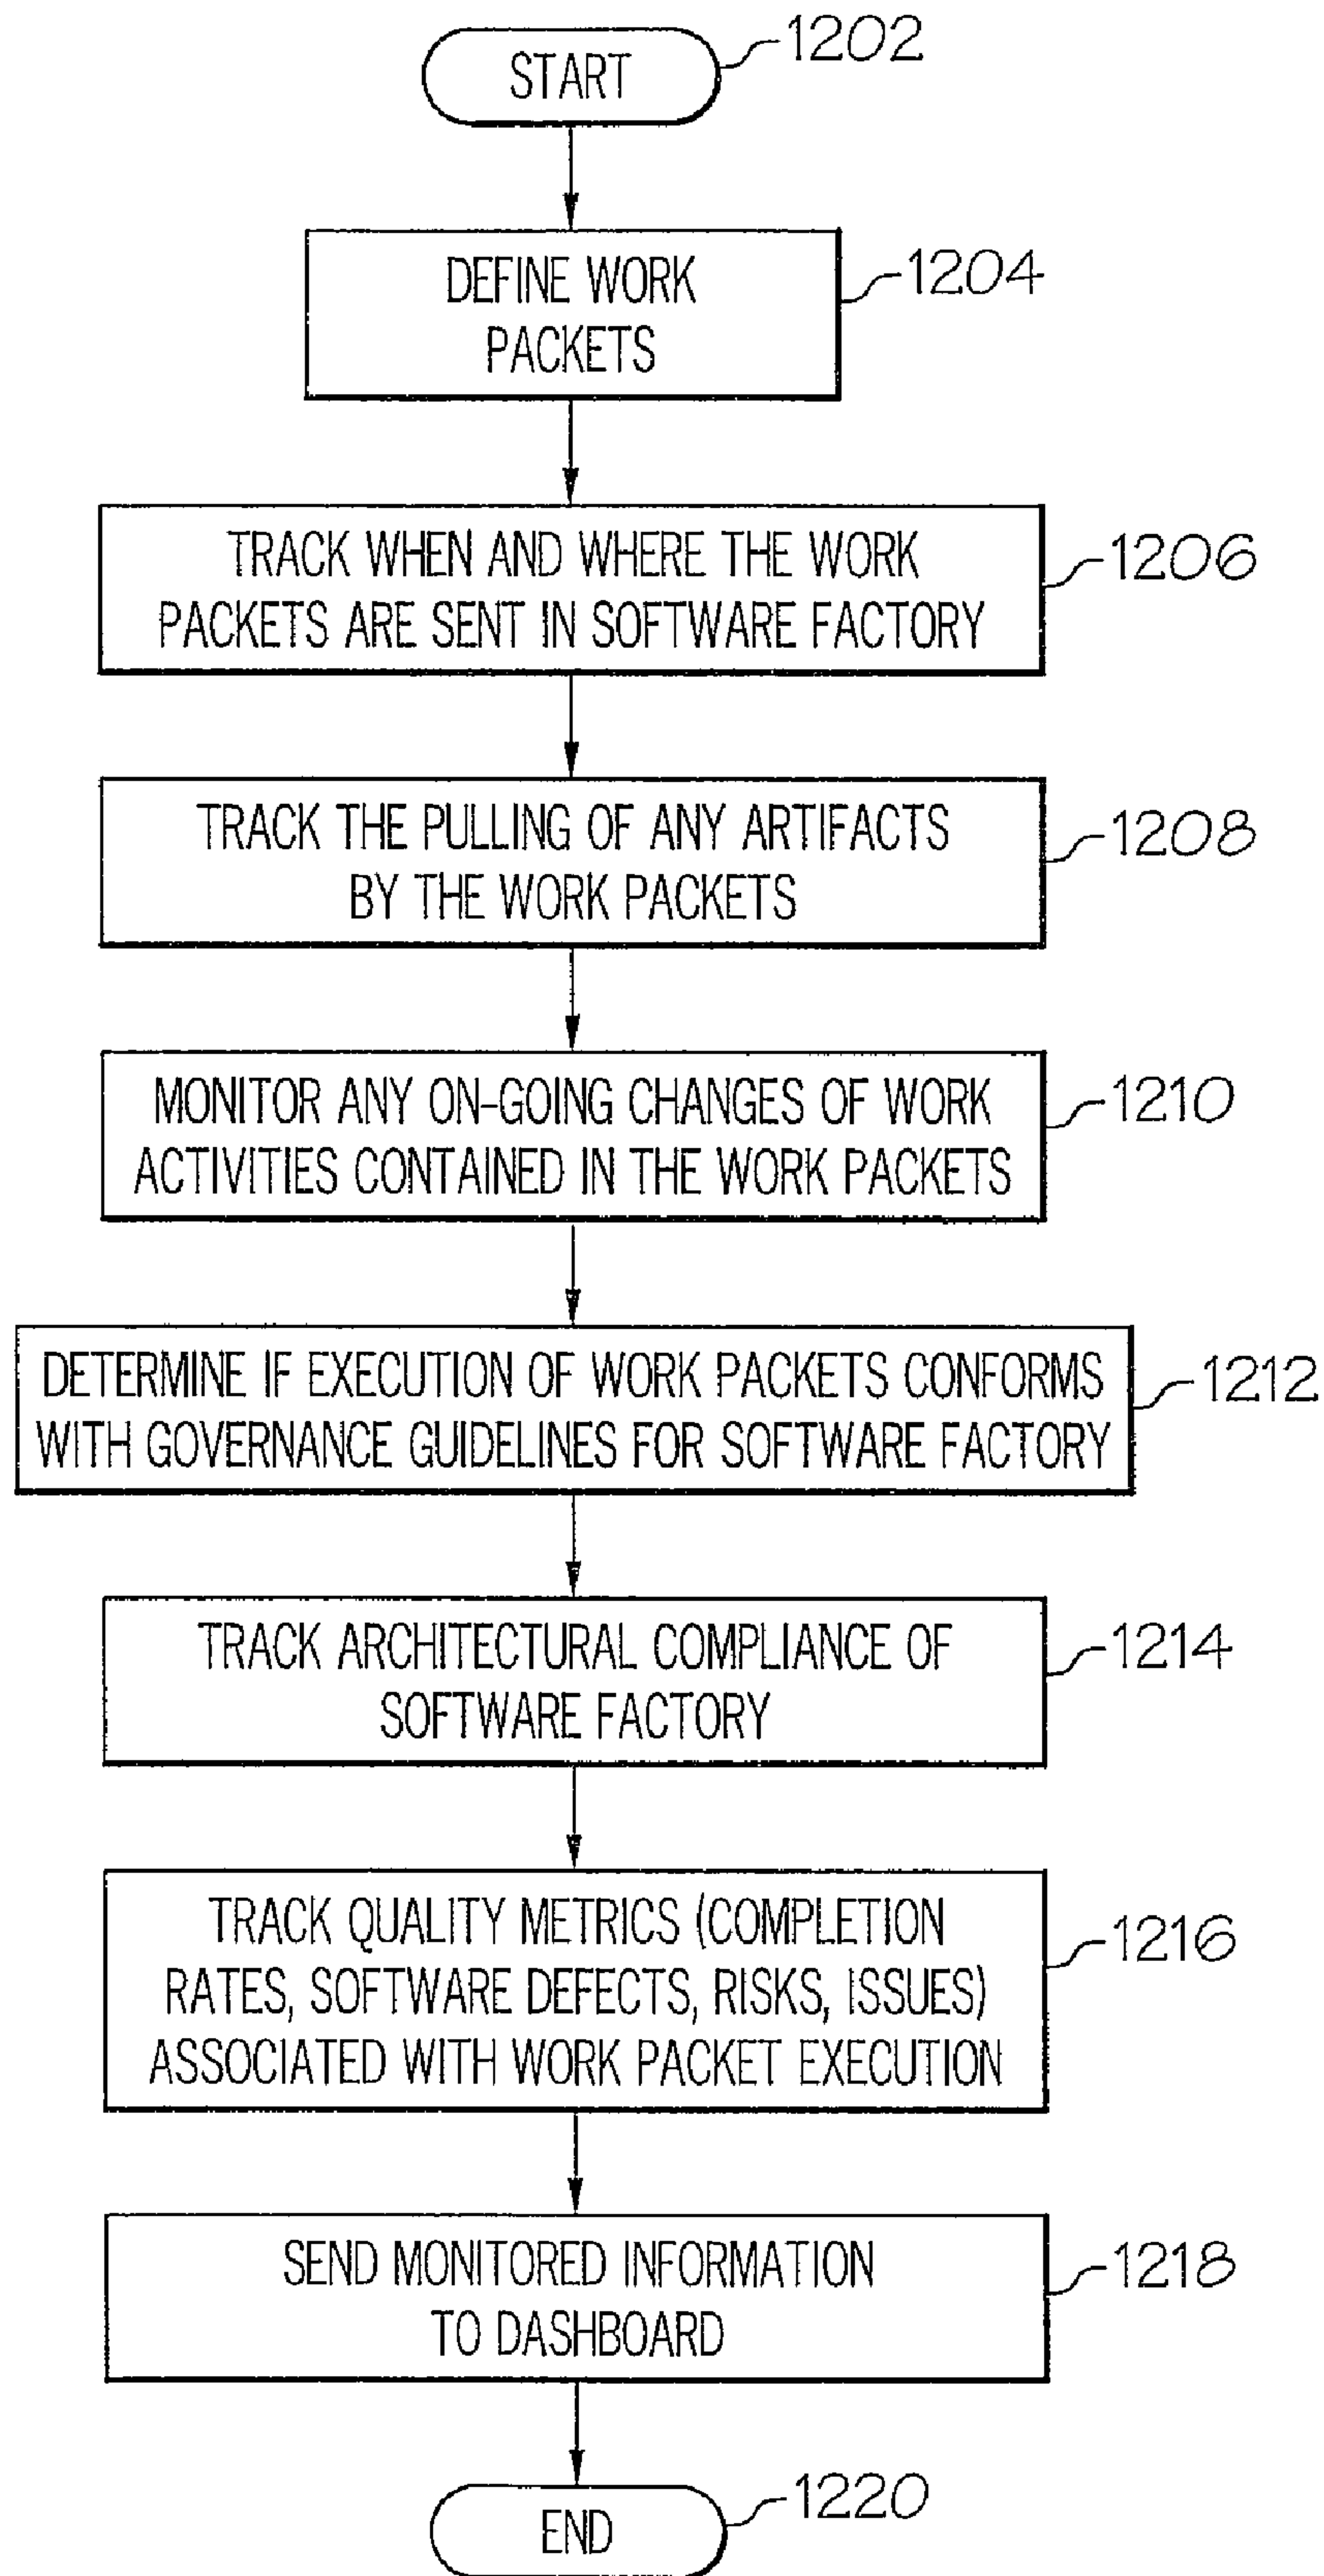 START
1202
DEFINE WORK
PACKETS
1204
TRACK WHEN AND WHERE THE WORK
PACKETS ARE SENT IN SOFTWARE FACTORY
1206
TRACK THE PULLING OF ANY ARTIFACTS
BY THE WORK PACKETS
1208
MONITOR ANY ON-GOING CHANGES OF WORK
ACTIVITIES CONTAINED IN THE WORK PACKETS
1210
DETERMINE IF EXECUTION OF WORK PACKETS CONFORMS
WITH GOVERNANCE GUIDELINES FOR SOFTWARE FACTORY
1212
TRACK ARCHITECTURAL COMPLIANCE OF
SOFTWARE FACTORY
1214
TRACK QUALITY METRICS (COMPLETION
RATES, SOFTWARE DEFECTS, RISKS, ISSUES)
ASSOCIATED WITH WORK PACKET EXECUTION
1216
SEND MONITORED INFORMATION
TO DASHBOARD
1218
END
1220